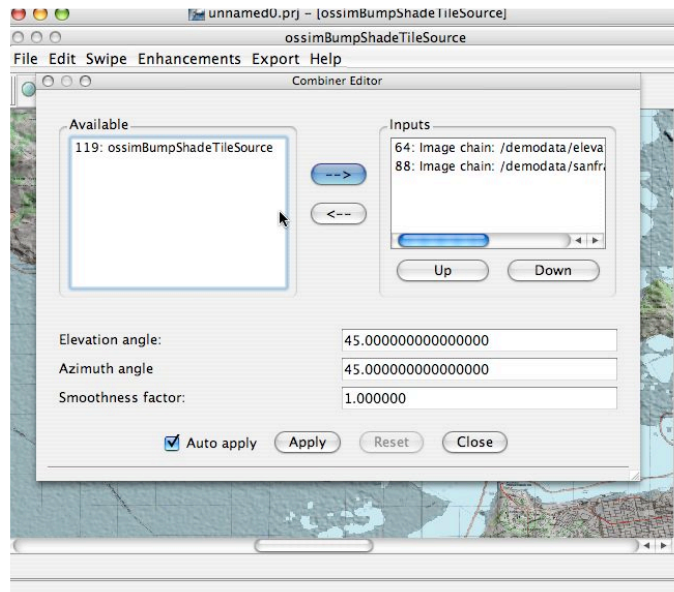 unnamed0.prj - [ossimBumpShadeTileSource]
ossimBumpShadeTileSource
File Edit Swipe Enhancements Export Help
Combiner Editor
Available
119: ossimBumpShadeTileSource
-->
<--
Inputs
64: Image chain: /demodata/eleva
88: Image chain: /demodata/sanfra
Up Down
Elevation angle: 45.000000000000000
Azimuth angle 45.000000000000000
Smoothness factor: 1.000000
Auto apply Apply Reset Close